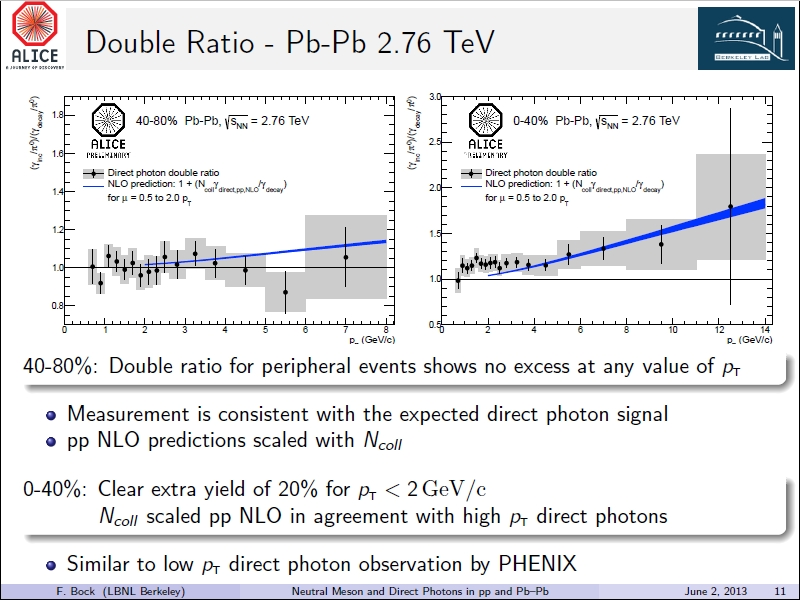 ALICE
A JOURNEY OF DISCOVERY
Double Ratio - Pb-Pb 2.76 TeV
BERKELEY LAB
(γinc/π0)/(γdecay/π0)
1.8
1.6
1.4
1.2
1.0
0.8
ALICE
PRELIMINARY
40-80% Pb-Pb, √sNN = 2.76 TeV
Direct photon double ratio
NLO prediction: 1 + (Ncollγdirect,pp,NLO/γdecay)
for μ = 0.5 to 2.0 pT
0 1 2 3 4 5 6 7 8
pT (GeV/c)
(γinc/π0)/(γdecay/π0)
3.0
2.5
2.0
1.5
1.0
0.5
ALICE
PRELIMINARY
0-40% Pb-Pb, √sNN = 2.76 TeV
Direct photon double ratio
NLO prediction: 1 + (Ncollγdirect,pp,NLO/γdecay)
for μ = 0.5 to 2.0 pT
0 2 4 6 8 10 12 14
pT (GeV/c)
40-80%: Double ratio for peripheral events shows no excess at any value of pT
Measurement is consistent with the expected direct photon signal
pp NLO predictions scaled with Ncoll
0-40%: Clear extra yield of 20% for pT < 2 GeV/c
Ncoll scaled pp NLO in agreement with high pT direct photons
Similar to low pT direct photon observation by PHENIX
F. Bock (LBNL Berkeley) Neutral Meson and Direct Photons in pp and Pb–Pb June 2, 2013 11